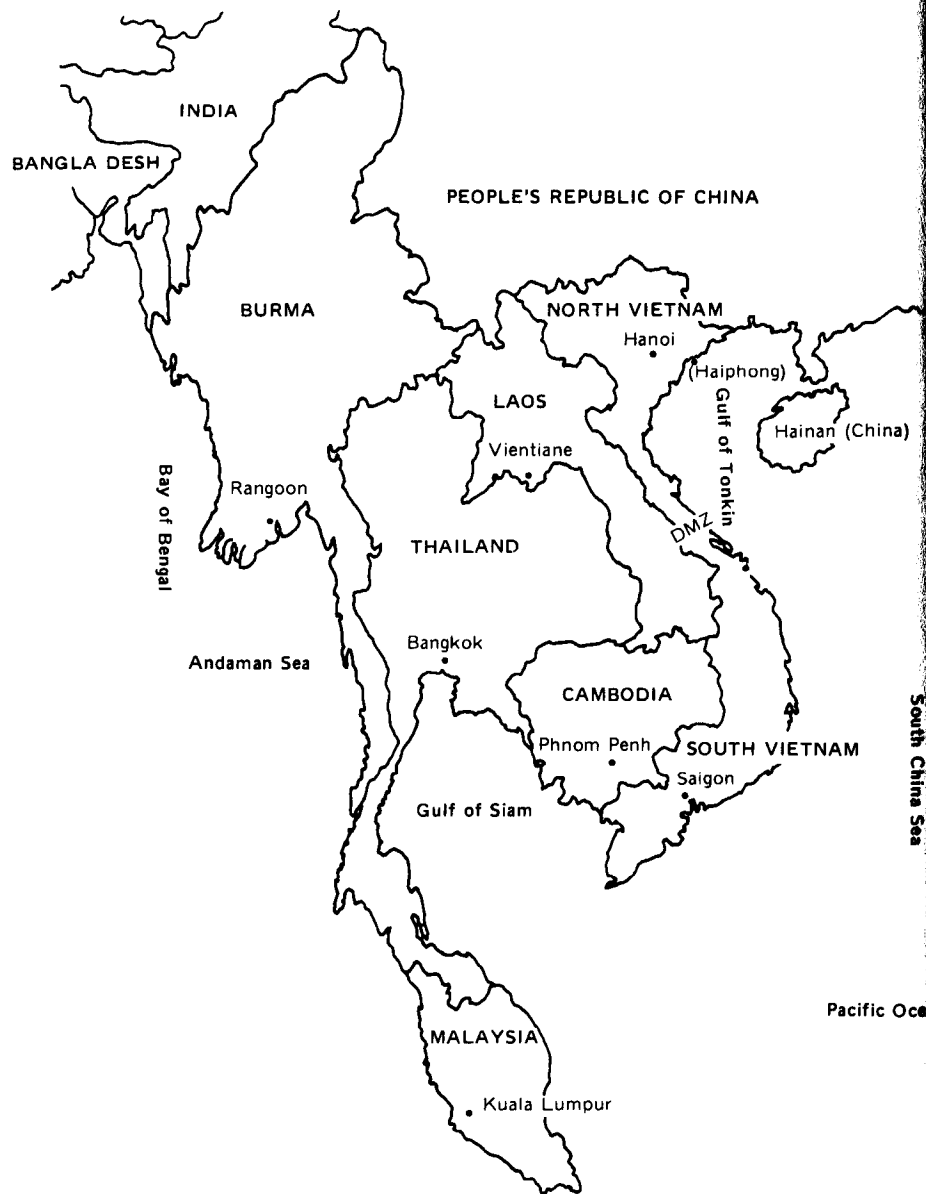 INDIA
BANGLA DESH
PEOPLE'S REPUBLIC OF CHINA
BURMA
NORTH VIETNAM
Hanoi
(Haiphong)
Gulf of Tonkin
LAOS
Hainan (China)
Vientiane
Bay of Bengal
Rangoon
DMZ
THAILAND
Bangkok
Andaman Sea
CAMBODIA
South China Sea
Phnom Penh
SOUTH VIETNAM
Saigon
Gulf of Siam
Pacific Oce
MALAYSIA
Kuala Lumpur